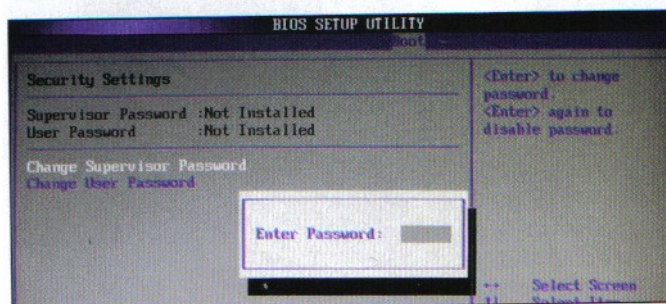 BIOS SETUP UTILITY
Boot
Security Settings
Supervisor Password :Not Installed
User Password :Not Installed
Change Supervisor Password
Change User Password
Enter Password:
<Enter> to change
password.
<Enter> again to
disable password.
↔ Select Screen
↑↓ Select